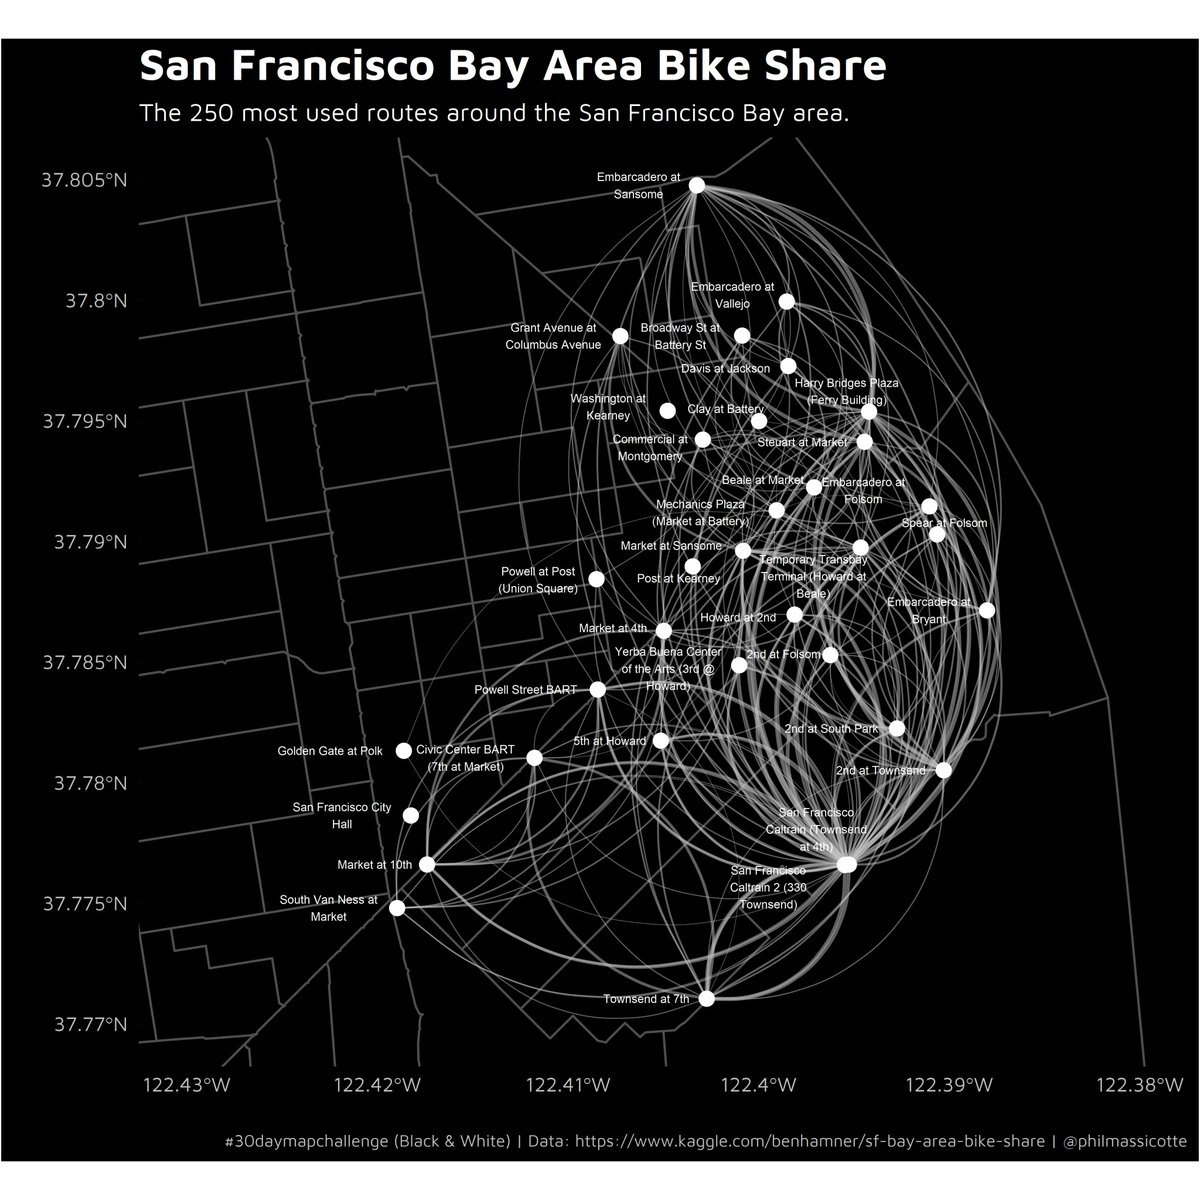 San Francisco Bay Area Bike Share
The 250 most used routes around the San Francisco Bay area.
37.805°N
37.8°N
37.795°N
37.79°N
37.785°N
37.78°N
37.775°N
37.77°N
Embarcadero at
Sansome
Embarcadero at
Vallejo
Grant Avenue at
Columbus Avenue
Broadway St at
Battery St
Davis at Jackson
Harry Bridges Plaza
(Ferry Building)
Washington at
Kearney
Clay at Battery
Commercial at
Montgomery
Steuart at Market
Beale at Market
Embarcadero at
Folsom
Mechanics Plaza
(Market at Battery)
Spear at Folsom
Market at Sansome
Temporary Transbay
Terminal (Howard at
Beale)
Powell at Post
(Union Square)
Post at Kearney
Embarcadero at
Bryant
Howard at 2nd
Market at 4th
Yerba Buena Center
of the Arts (3rd @
Howard)
2nd at Folsom
Powell Street BART
2nd at South Park
5th at Howard
Golden Gate at Polk
Civic Center BART
(7th at Market)
2nd at Townsend
San Francisco City
Hall
San Francisco
Caltrain (Townsend
at 4th)
Market at 10th
San Francisco
Caltrain 2 (330
Townsend)
South Van Ness at
Market
Townsend at 7th
122.43°W
122.42°W
122.41°W
122.4°W
122.39°W
122.38°W
#30daymapchallenge (Black & White) | Data: https://www.kaggle.com/benhamner/sf-bay-area-bike-share | @philmassicotte